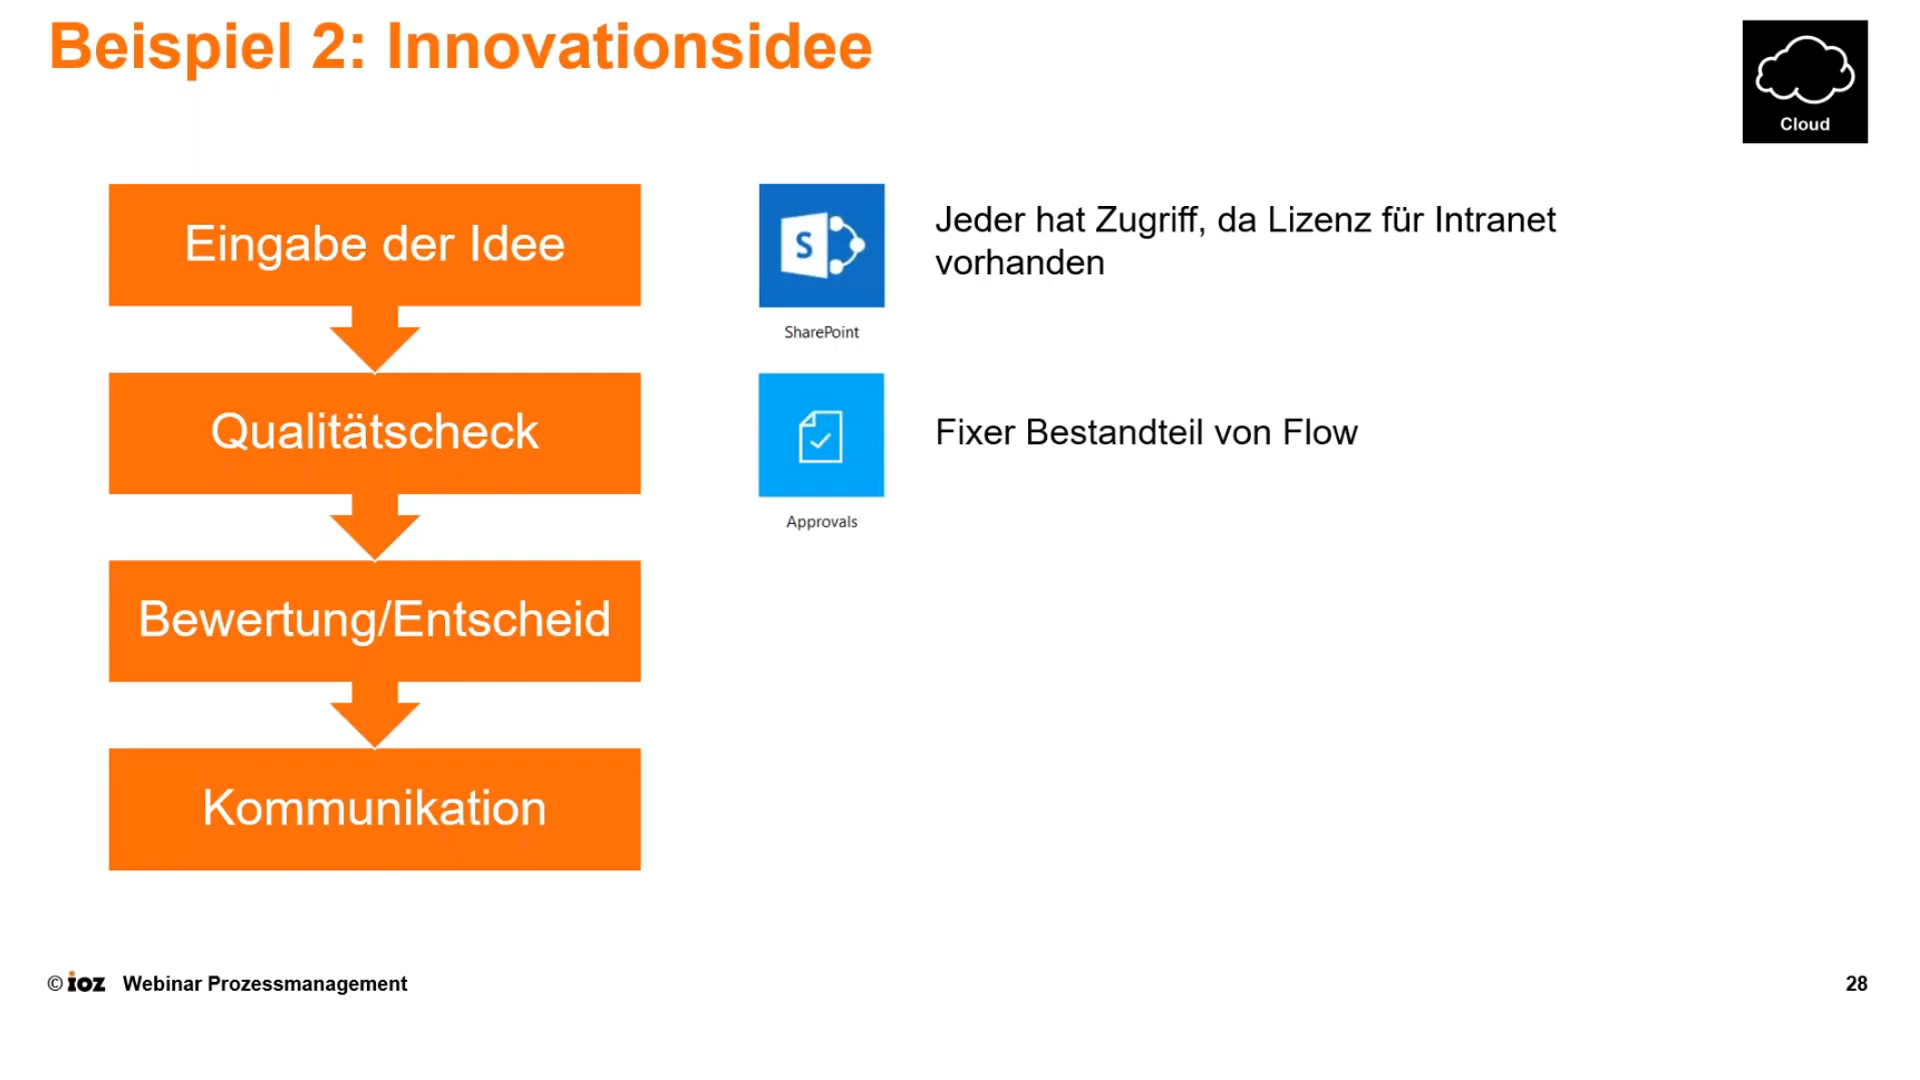 Beispiel 2: Innovationsidee
Cloud
Eingabe der Idee
S
SharePoint
Jeder hat Zugriff, da Lizenz für Intranet
vorhanden
Qualitätscheck
Approvals
Fixer Bestandteil von Flow
Bewertung/Entscheid
Kommunikation
© ioz Webinar Prozessmanagement
28